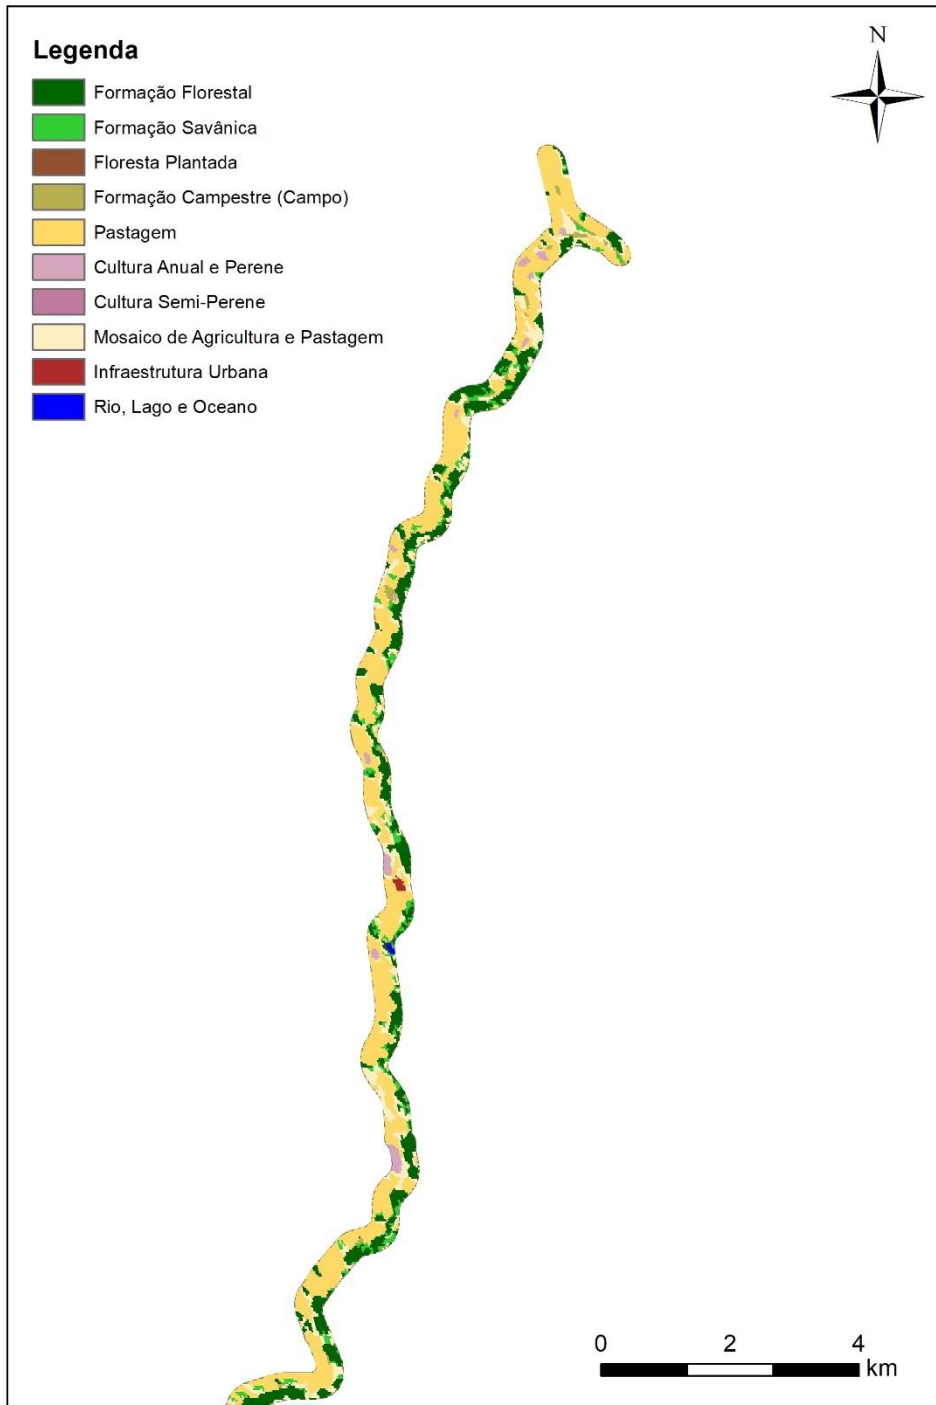 Legenda
N
Formação Florestal
Formação Savânica
Floresta Plantada
Formação Campestre (Campo)
Pastagem
Cultura Anual e Perene
Cultura Semi-Perene
Mosaico de Agricultura e Pastagem
Infraestrutura Urbana
Rio, Lago e Oceano
0 2 4
km